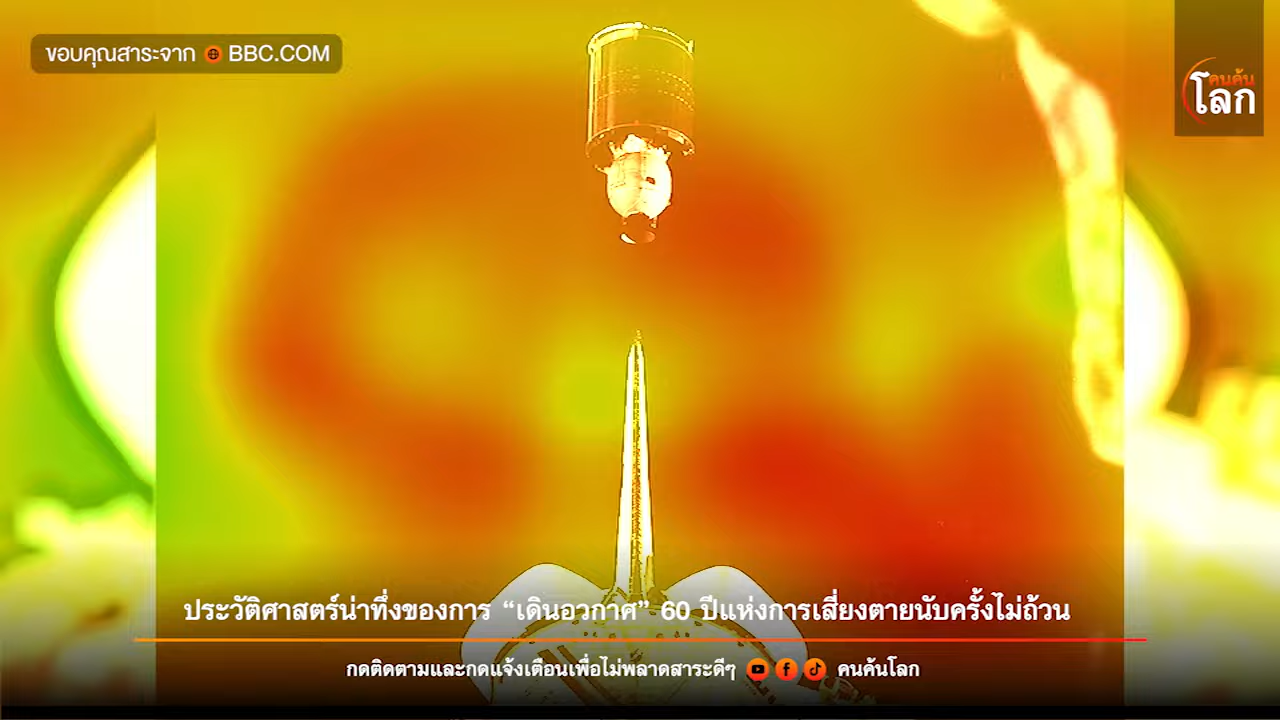 ขอบคุณสาระจาก BBC.COM
คนค้น
โลก
ประวัติศาสตร์น่าทึ่งของการ “เดินอวกาศ” 60 ปีแห่งการเสี่ยงตายนับครั้งไม่ถ้วน
กดติดตามและกดแจ้งเตือนเพื่อไม่พลาดสาระดีๆ คนค้นโลก